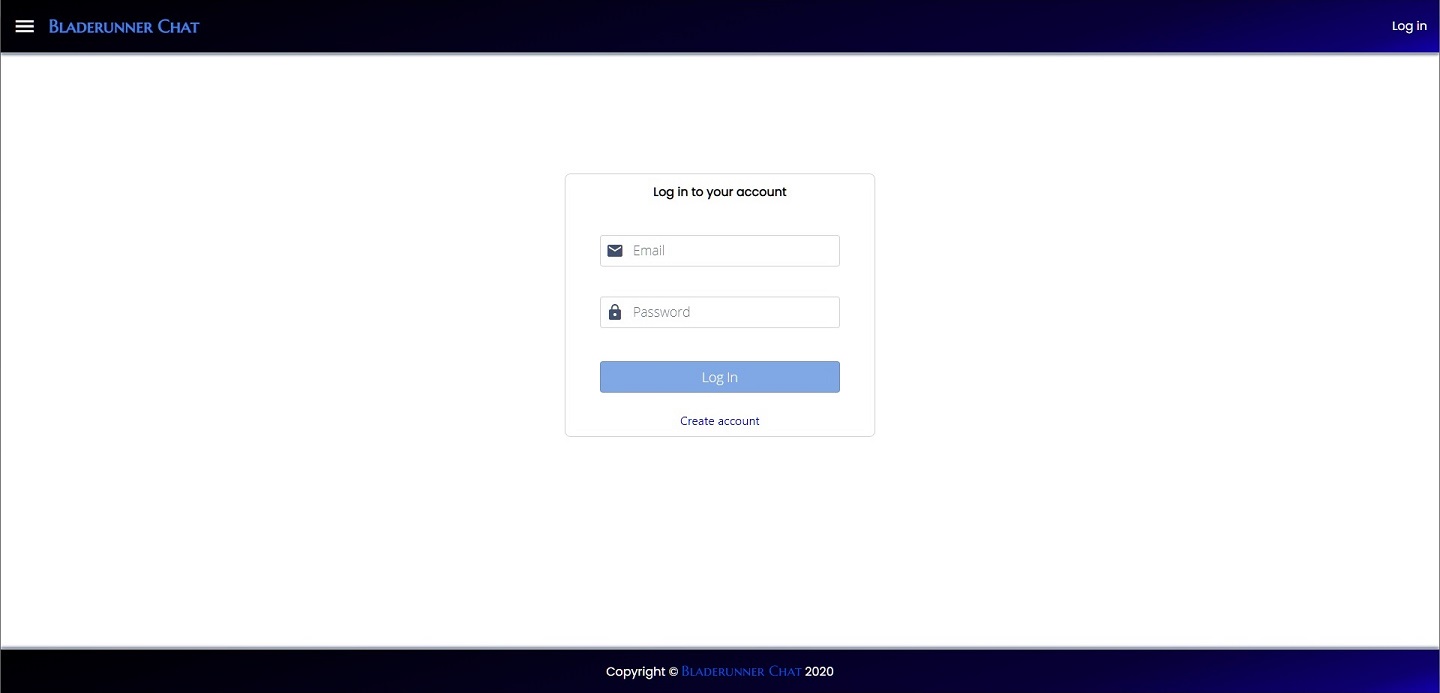 Bladerunner Chat
Log in
Log in to your account
Email
Password
Log In
Create account
Copyright © Bladerunner Chat 2020